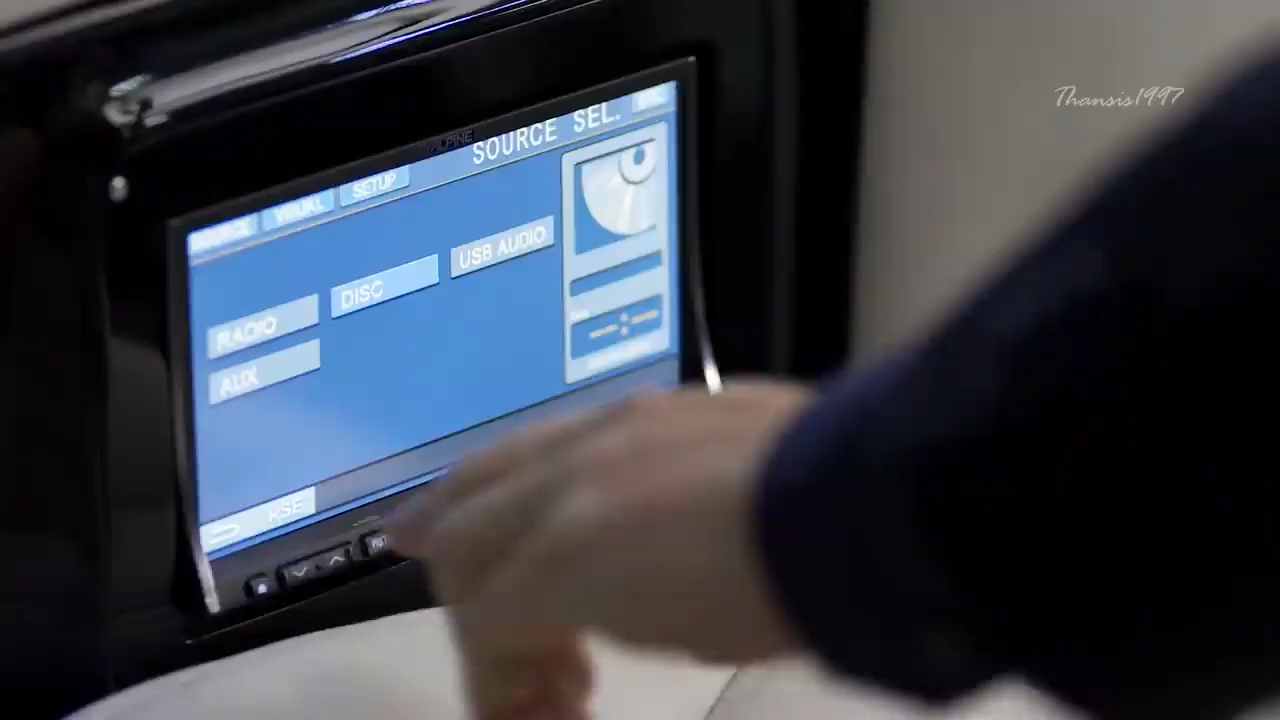 Thansis1997
ALPINE
SOURCE SEL.
SOURCE VISUAL SETUP
RADIO DISC USB AUDIO
AUX
RSE